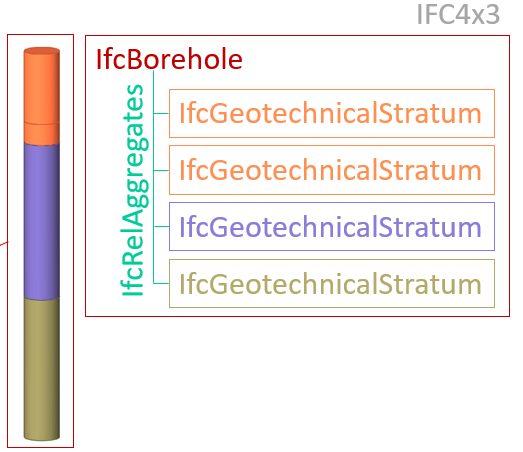 IFC4x3
IfcBorehole
IfcRelAggregates
IfcGeotechnicalStratum
IfcGeotechnicalStratum
IfcGeotechnicalStratum
IfcGeotechnicalStratum